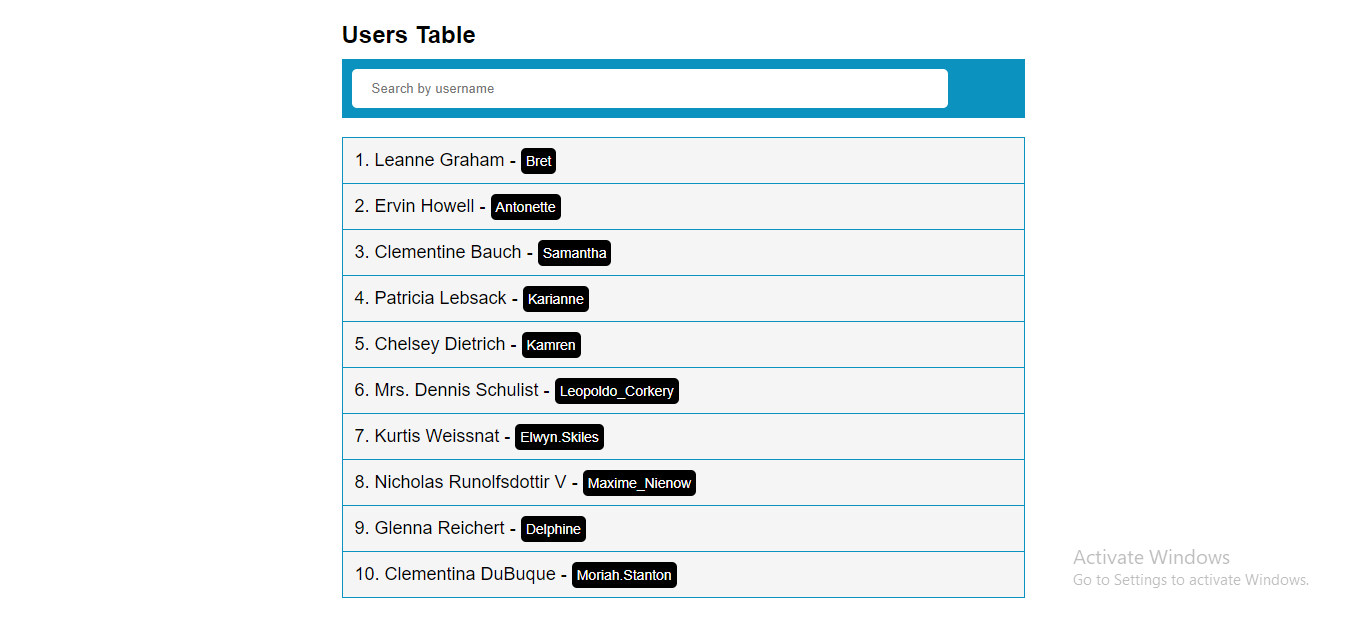 Users Table
Search by username
1. Leanne Graham - Bret
2. Ervin Howell - Antonette
3. Clementine Bauch - Samantha
4. Patricia Lebsack - Karianne
5. Chelsey Dietrich - Kamren
6. Mrs. Dennis Schulist - Leopoldo_Corkery
7. Kurtis Weissnat - Elwyn.Skiles
8. Nicholas Runolfsdottir V - Maxime_Nienow
9. Glenna Reichert - Delphine
10. Clementina DuBuque - Moriah.Stanton
Activate Windows
Go to Settings to activate Windows.